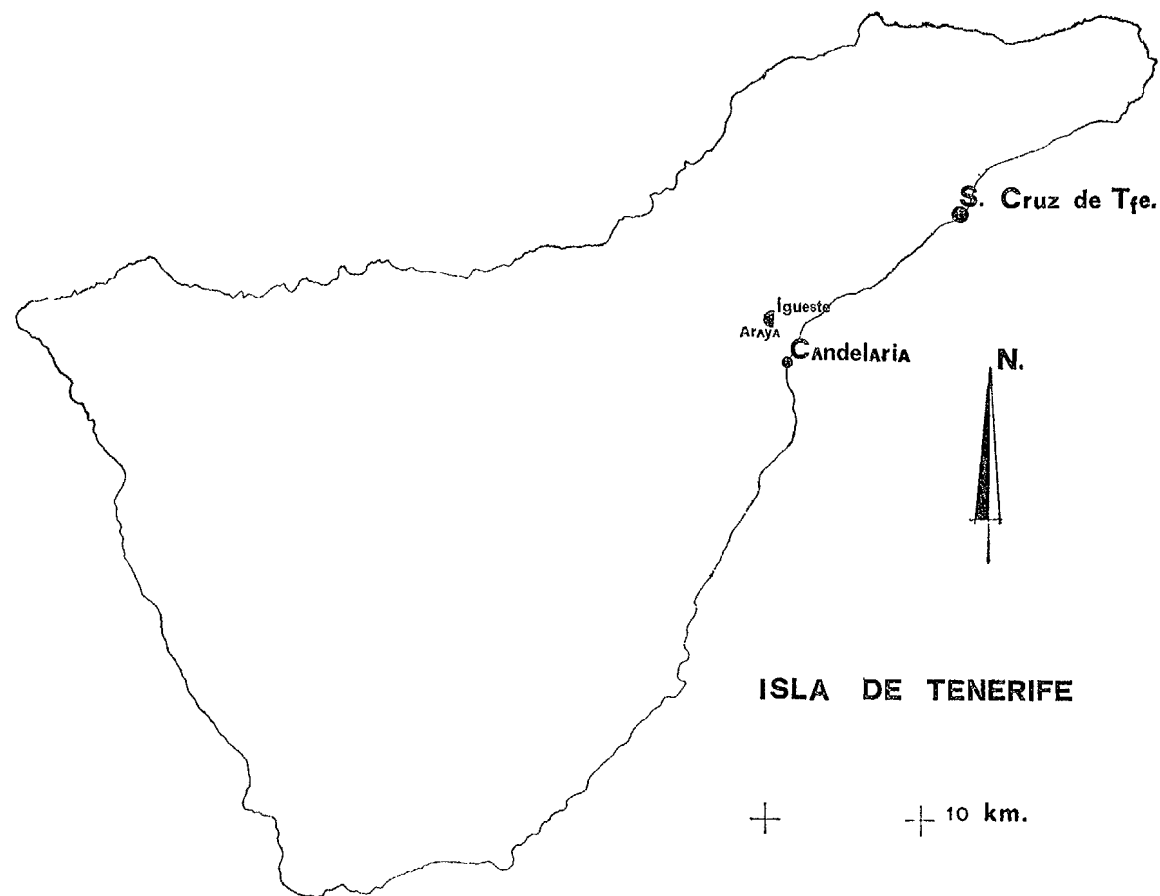 S. Cruz de Tfe.
Igueste
Araya
Candelaria
N.
ISLA DE TENERIFE
10 km.